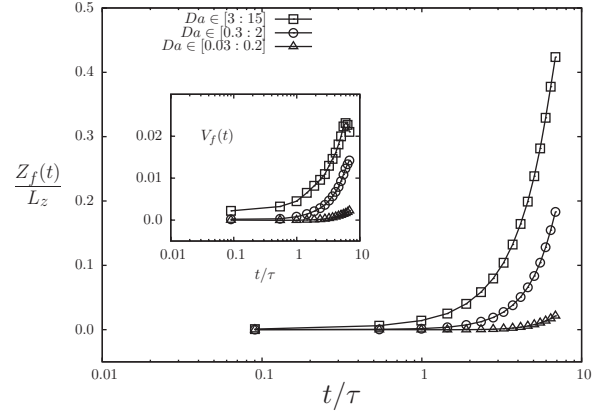 Da ∈ [3 : 15]
Da ∈ [0.3 : 2]
Da ∈ [0.03 : 0.2]
0.5
0.4
0.3
0.2
0.1
0.0
Z_f(t)
L_z
0.01
0.1
1
10
t/τ
V_f(t)
0.02
0.01
0.0
0.01
0.1
1
10
t/τ